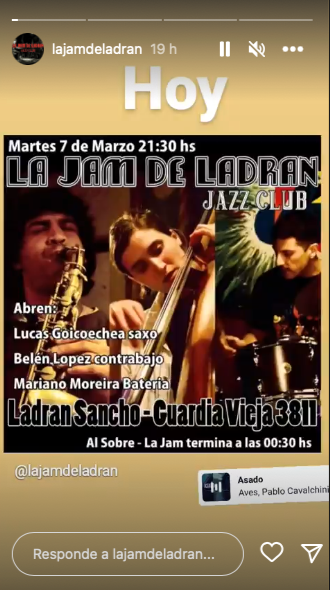 lajamdeladran 19 h
Hoy
Martes 7 de Marzo 21:30 hs
LA JAM DE LADRAN
JAZZ CLUB
Abren:
Lucas Goicoechea saxo
Belén Lopez contrabajo
Mariano Moreira Bateria
Ladran Sancho-Guardia Vieja 3811
Al Sobre - La Jam termina a las 00:30 hs
@lajamdeladran
Asado
Aves, Pablo Cavalchini
Responde a lajamdeladran...